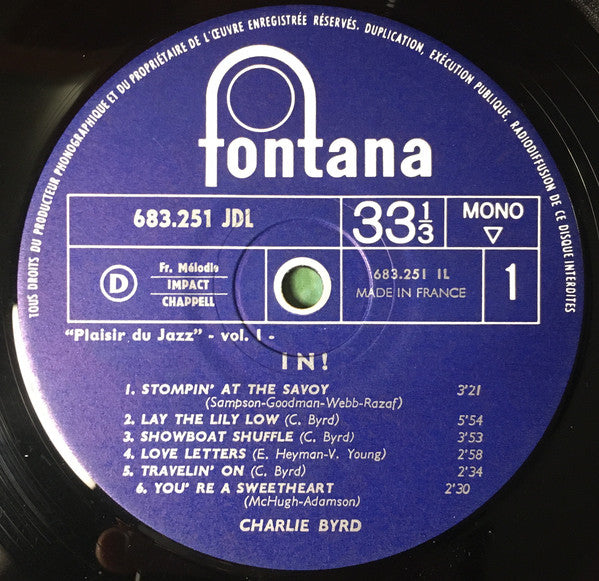 TOUS DROITS DU PRODUCTEUR PHONOGRAPHIQUE ET DU PROPRIÉTAIRE DE L'ŒUVRE ENREGISTRÉE RÉSERVÉS. DUPLICATION, EXÉCUTION PUBLIQUE, RADIODIFFUSION DE CE DISQUE INTERDITES
fontana
683.251 JDL
33 1/3
MONO
▽
D
Fr. Mélodie
IMPACT
CHAPPELL
683.251 1L
MADE IN FRANCE
1
"Plaisir du Jazz" - vol. I -
IN!
1. STOMPIN' AT THE SAVOY 3'21
(Sampson-Goodman-Webb-Razaf)
2. LAY THE LILY LOW (C. Byrd) 5'54
3. SHOWBOAT SHUFFLE (C. Byrd) 3'53
4. LOVE LETTERS (E. Heyman-V. Young) 2'58
5. TRAVELIN' ON (C. Byrd) 2'34
6. YOU' RE A SWEETHEART 2'30
(McHugh-Adamson)
CHARLIE BYRD